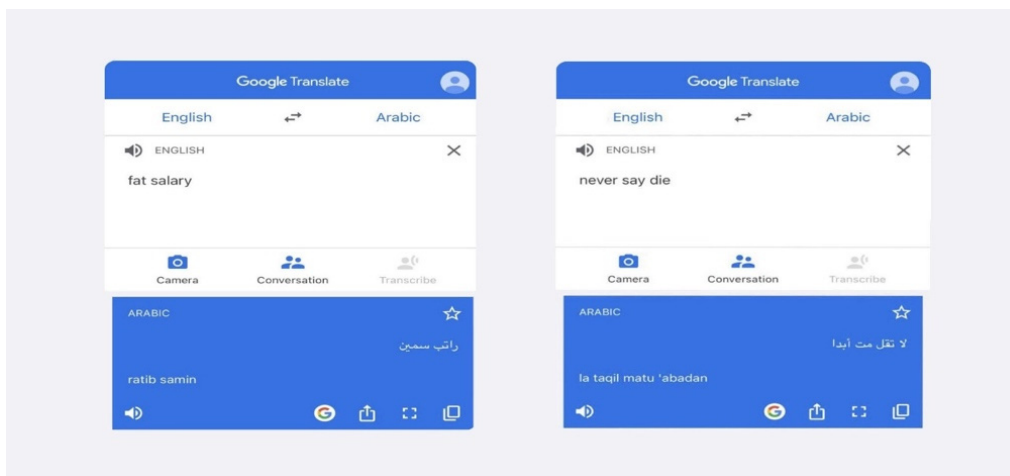 Google Translate
English Arabic
ENGLISH
fat salary
Camera Conversation Transcribe
ARABIC
راتب سمين
ratib samin
Google Translate
English Arabic
ENGLISH
never say die
Camera Conversation Transcribe
ARABIC
لا تقل مت أبدا
la taqil matu 'abadan